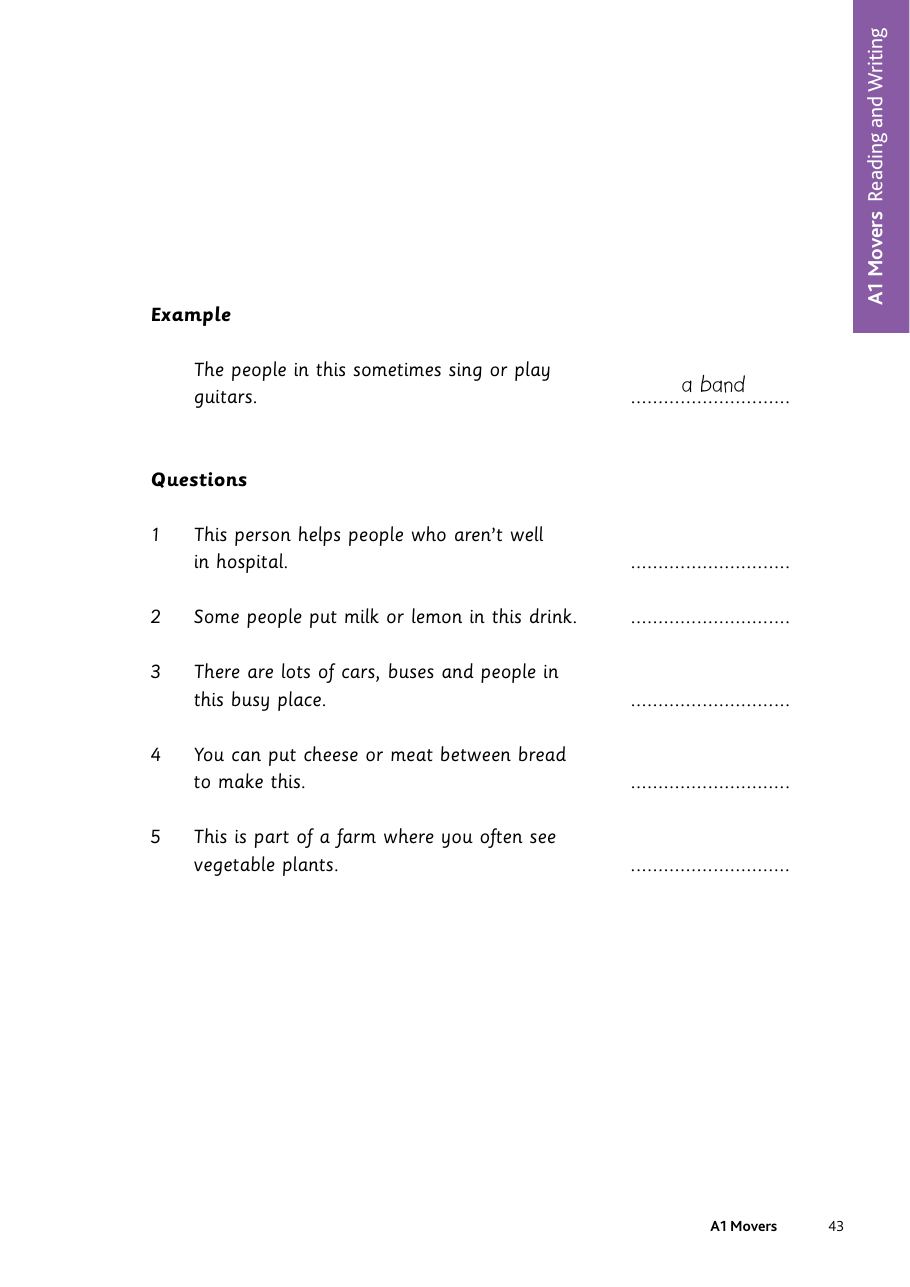 A1 Movers Reading and Writing
Example
The people in this sometimes sing or play
guitars.
a band
............................
Questions
1 This person helps people who aren't well
in hospital. .............................
2 Some people put milk or lemon in this drink. .............................
3 There are lots of cars, buses and people in
this busy place. .............................
4 You can put cheese or meat between bread
to make this. .............................
5 This is part of a farm where you often see
vegetable plants. .............................
A1 Movers 43